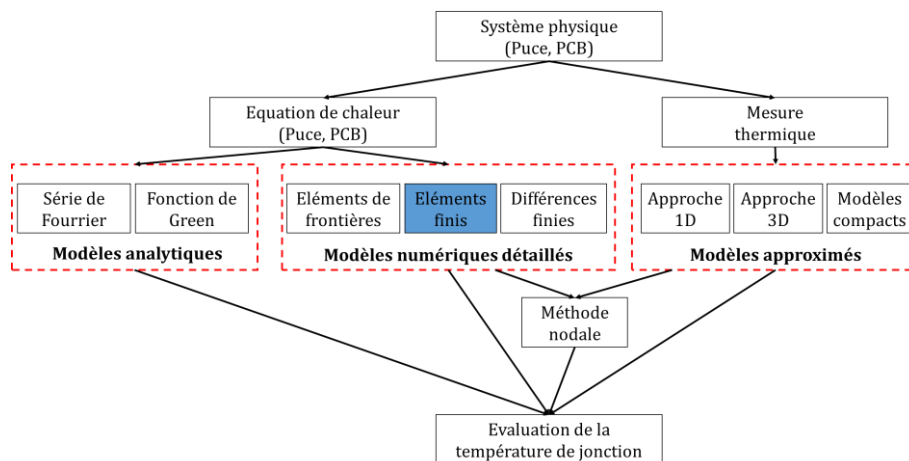 Système physique
(Puce, PCB)
Equation de chaleur
(Puce, PCB)
Mesure
thermique
Série de
Fourrier
Fonction de
Green
Modèles analytiques
Eléments de
frontières
Eléments
finis
Différences
finies
Modèles numériques détaillés
Approche
1D
Approche
3D
Modèles
compacts
Modèles approximés
Méthode
nodale
Evaluation de la
température de jonction